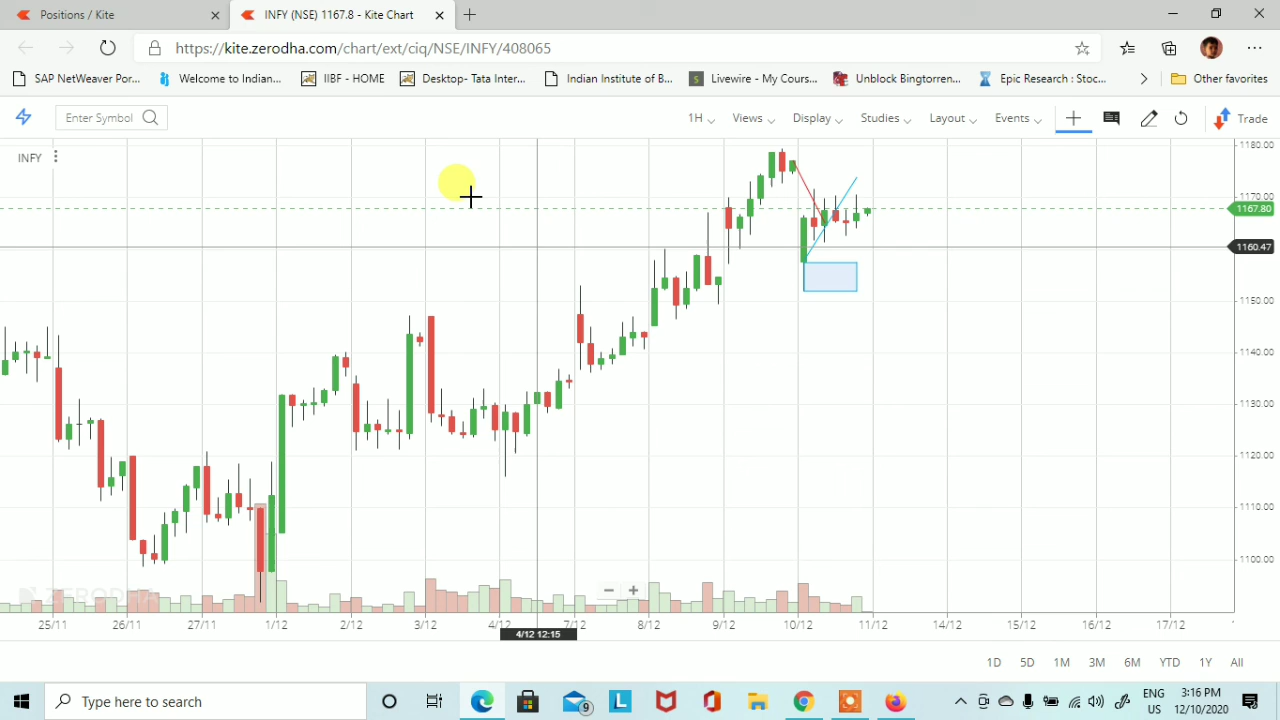 Positions / Kite
INFY (NSE) 1167.8 - Kite Chart
https://kite.zerodha.com/chart/ext/ciq/NSE/INFY/408065
SAP NetWeaver Por...
Welcome to Indian...
IIBF - HOME
Desktop- Tata Inter...
Indian Institute of B...
Livewire - My Cours...
Unblock Bingtorren...
Epic Research : Stoc...
Other favorites
Enter Symbol
1H
Views
Display
Studies
Layout
Events
Trade
INFY
1180.00
1170.00
1167.80
1160.47
1150.00
1140.00
1130.00
1120.00
1110.00
1100.00
ZERODHA
25/11
26/11
27/11
1/12
2/12
3/12
4/12
7/12
8/12
9/12
10/12
11/12
14/12
15/12
16/12
17/12
4/12 12:15
1D
5D
1M
3M
6M
YTD
1Y
All
Type here to search
9
ENG
US
3:16 PM
12/10/2020